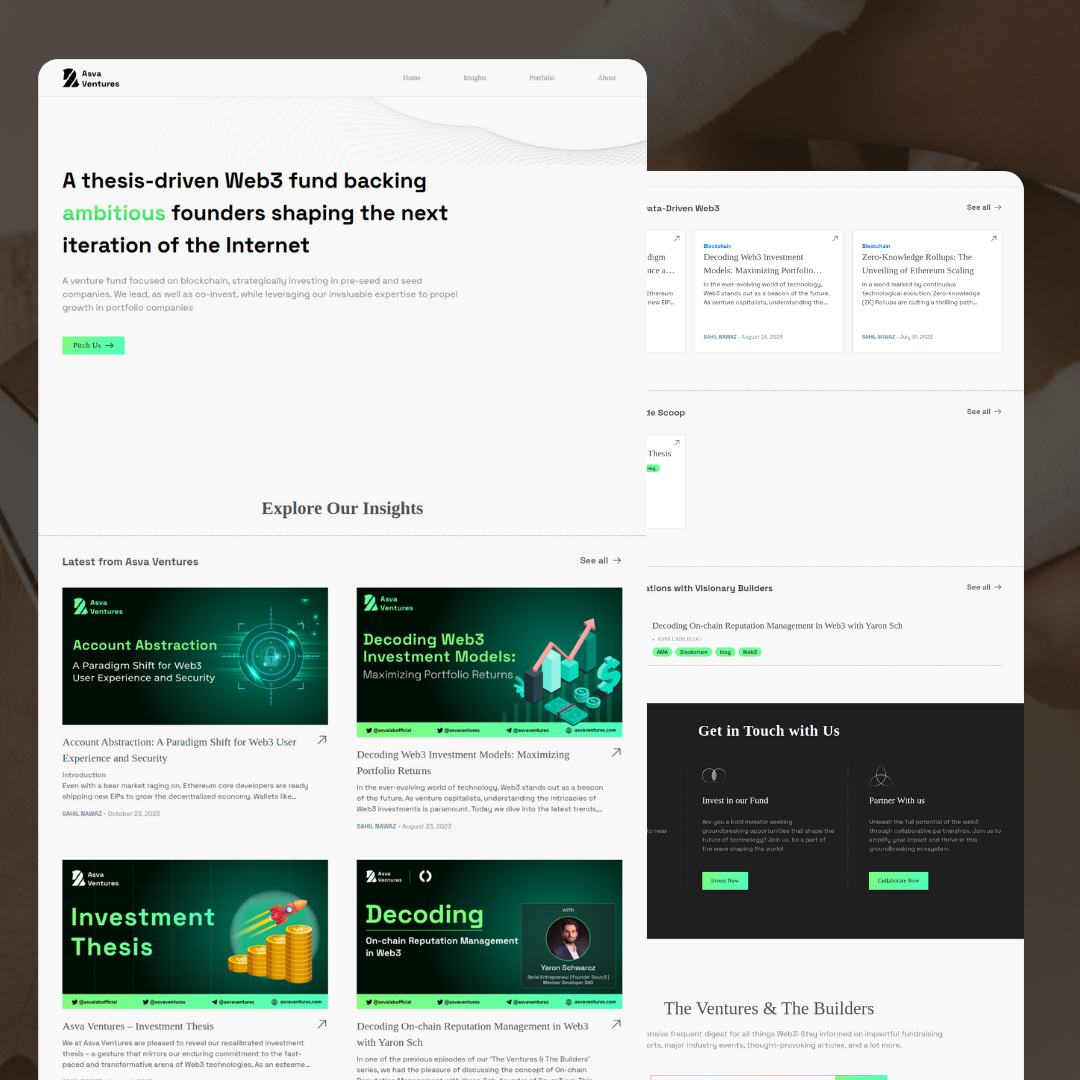 Asva
Ventures
Home
Insights
Portfolio
About
A thesis-driven Web3 fund backing
ambitious founders shaping the next
iteration of the Internet
A venture fund focused on blockchain, strategically investing in pre-seed and seed
companies. We lead, as well as co-invest, while leveraging our invaluable expertise to propel
growth in portfolio companies
Pitch Us →
Explore Our Insights
Latest from Asva Ventures
See all →
Asva
Ventures
Account Abstraction
A Paradigm Shift for Web3
User Experience and Security
Account Abstraction: A Paradigm Shift for Web3 User
Experience and Security
Introduction
Even with a bear market raging on, Ethereum core developers are ready
shipping new EIPs to grow the decentralized economy. Wallets like...
SAHIL NAWAZ - October 23, 2023
Asva
Ventures
Decoding Web3
Investment Models:
Maximizing Portfolio Returns
@asvalabofficial
@asvaventures
@asvaventures
asvaventures.com
Decoding Web3 Investment Models: Maximizing
Portfolio Returns
In the ever-evolving world of technology, Web3 stands out as a beacon
of the future. As venture capitalists, understanding the intricacies of
Web3 investments is paramount. Today we dive into the latest trends,...
SAHIL NAWAZ - August 23, 2023
Asva
Ventures
Investment
Thesis
@asvalabofficial
@asvaventures
@asvaventures
asvaventures.com
Asva Ventures – Investment Thesis
We at Asva Ventures are pleased to reveal our recalibrated investment
thesis – a gesture that mirrors our enduring commitment to the fast-
paced and transformative arena of Web3 technologies. As an esteeme...
Asva
Ventures
Decoding
On-chain Reputation Management
in Web3
with
Yaron Schwarcz
Serial Entrepreneur | Founder Sourc3 |
Member Developer DAO
@asvalabofficial
@asvaventures
@asvaventures
asvaventures.com
Decoding On-chain Reputation Management in Web3
with Yaron Sch
In one of the previous episodes of our 'The Ventures & The Builders'
series, we had the pleasure of discussing the concept of On-chain
ata-Driven Web3
See all →
digm
nce a...
Ethereum
new EIP...
Blockchain
Decoding Web3 Investment
Models: Maximizing Portfolio...
In the ever-evolving world of technology,
Web3 stands out as a beacon of the future.
As venture capitalists, understanding the...
SAHIL NAWAZ - August 23, 2023
Blockchain
Zero-Knowledge Rollups: The
Unveiling of Ethereum Scaling
In a world marked by continuous
technological evolution, Zero-knowledge
(ZK) Rollups are cutting a thrilling path...
SAHIL NAWAZ - July 31, 2023
de Scoop
See all →
Thesis
blog
ations with Visionary Builders
See all →
Decoding On-chain Reputation Management in Web3 with Yaron Sch
• ASVA LABS BLOG
AMA
Blockchain
blog
Web3
Get in Touch with Us
to hear
Invest in our Fund
Are you a bold investor seeking
groundbreaking opportunities that shape the
future of technology? Join us, be a part of
the wave shaping the world!
Invest Now
Partner With us
Unleash the full potential of the web3
through collaborative partnerships. Join us to
amplify your impact and thrive in this
groundbreaking ecosystem.
Collaborate Now
The Ventures & The Builders
ensive frequent digest for all things Web3! Stay informed on impactful fundraising
orts, major industry events, thought-provoking articles, and a lot more.